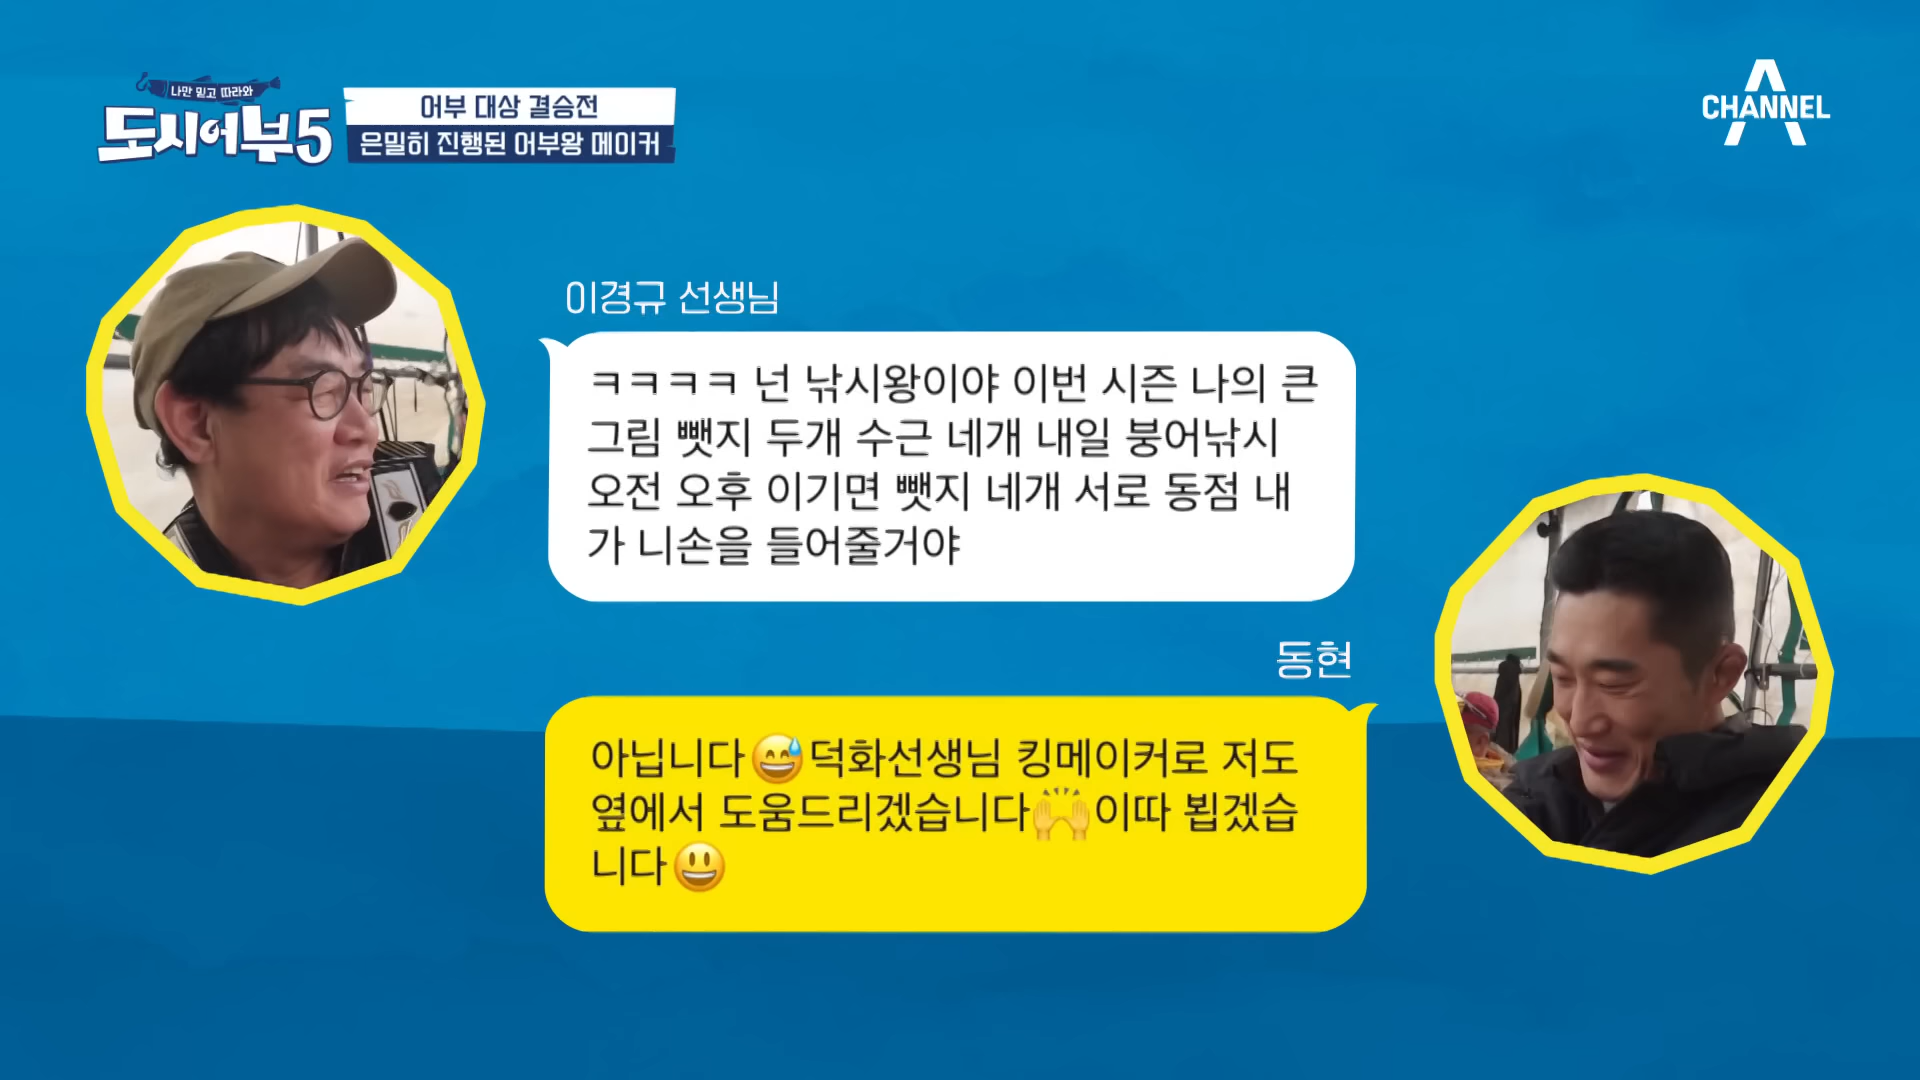 나만 믿고 따라와
도시어부5
어부 대상 결승전
은밀히 진행된 어부왕 메이커
CHANNEL A
이경규 선생님
ㅋㅋㅋㅋ 넌 낚시왕이야 이번 시즌 나의 큰
그림 뺏지 두개 수근 네개 내일 붕어낚시
오전 오후 이기면 뺏지 네개 서로 동점 내
가 니손을 들어줄거야
동현
아닙니다😅덕화선생님 킹메이커로 저도
옆에서 도움드리겠습니다🙌이따 뵙겠습
니다😃